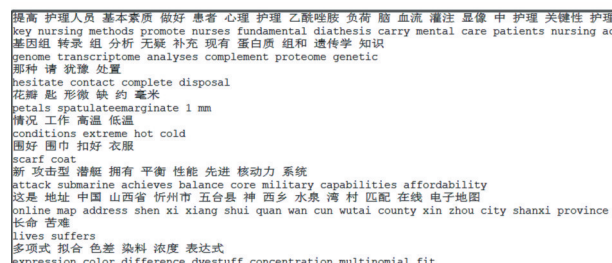 提高 护理人员 基本素质 做好 患者 心理 护理 乙酰唑胺 负荷 脑 血流 灌注 显像 中 护理 关键性 护理
key nursing methods promote nurses fundamental diathesis carry mental care patients nursing
基因组 转录 组 分析 无疑 补充 现有 蛋白质 组和 遗传学 知识
genome transcriptome analyses complement proteome genetic
那种 请 犹豫 处置
hesitate contact complete disposal
花瓣 匙 形微 缺 约 毫米
petals spatulateemarginate 1 mm
情况 工作 高温 低温
conditions extreme hot cold
围好 围巾 扣好 衣服
scarf coat
新 攻击型 潜艇 拥有 平衡 性能 先进 核动力 系统
attack submarine achieves balance core military capabilities affordability
这是 地址 中国 山西省 忻州市 五台县 神 西乡 水泉 湾 村 匹配 在线 电子地图
online map address shen xi xiang shui quan wan cun wutai county xin zhou city shanxi province
长命 苦难
lives suffers
多项式 拟合 色差 染料 浓度 表达式
expression color difference dyestuff concentration multinomial fit